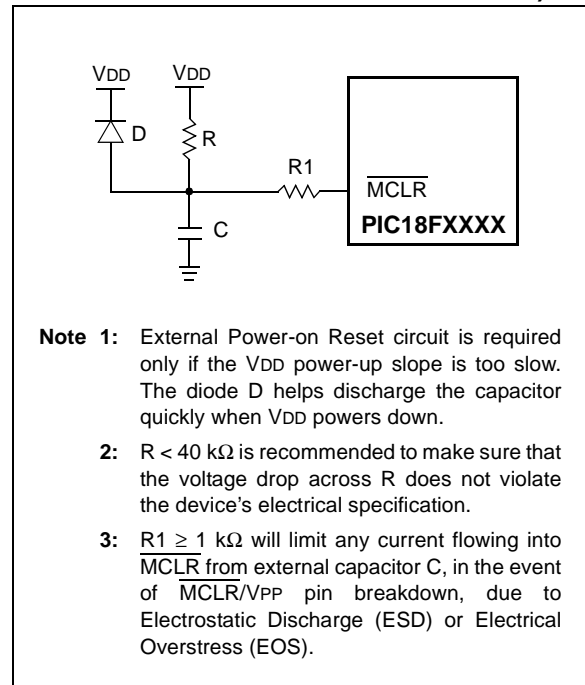 VDD VDD
D
R
R1
MCLR
C
PIC18FXXXX
Note 1: External Power-on Reset circuit is required
only if the VDD power-up slope is too slow.
The diode D helps discharge the capacitor
quickly when VDD powers down.
2: R < 40 kΩ is recommended to make sure that
the voltage drop across R does not violate
the device's electrical specification.
3: R1 ≥ 1 kΩ will limit any current flowing into
MCLR from external capacitor C, in the event
of MCLR/VPP pin breakdown, due to
Electrostatic Discharge (ESD) or Electrical
Overstress (EOS).